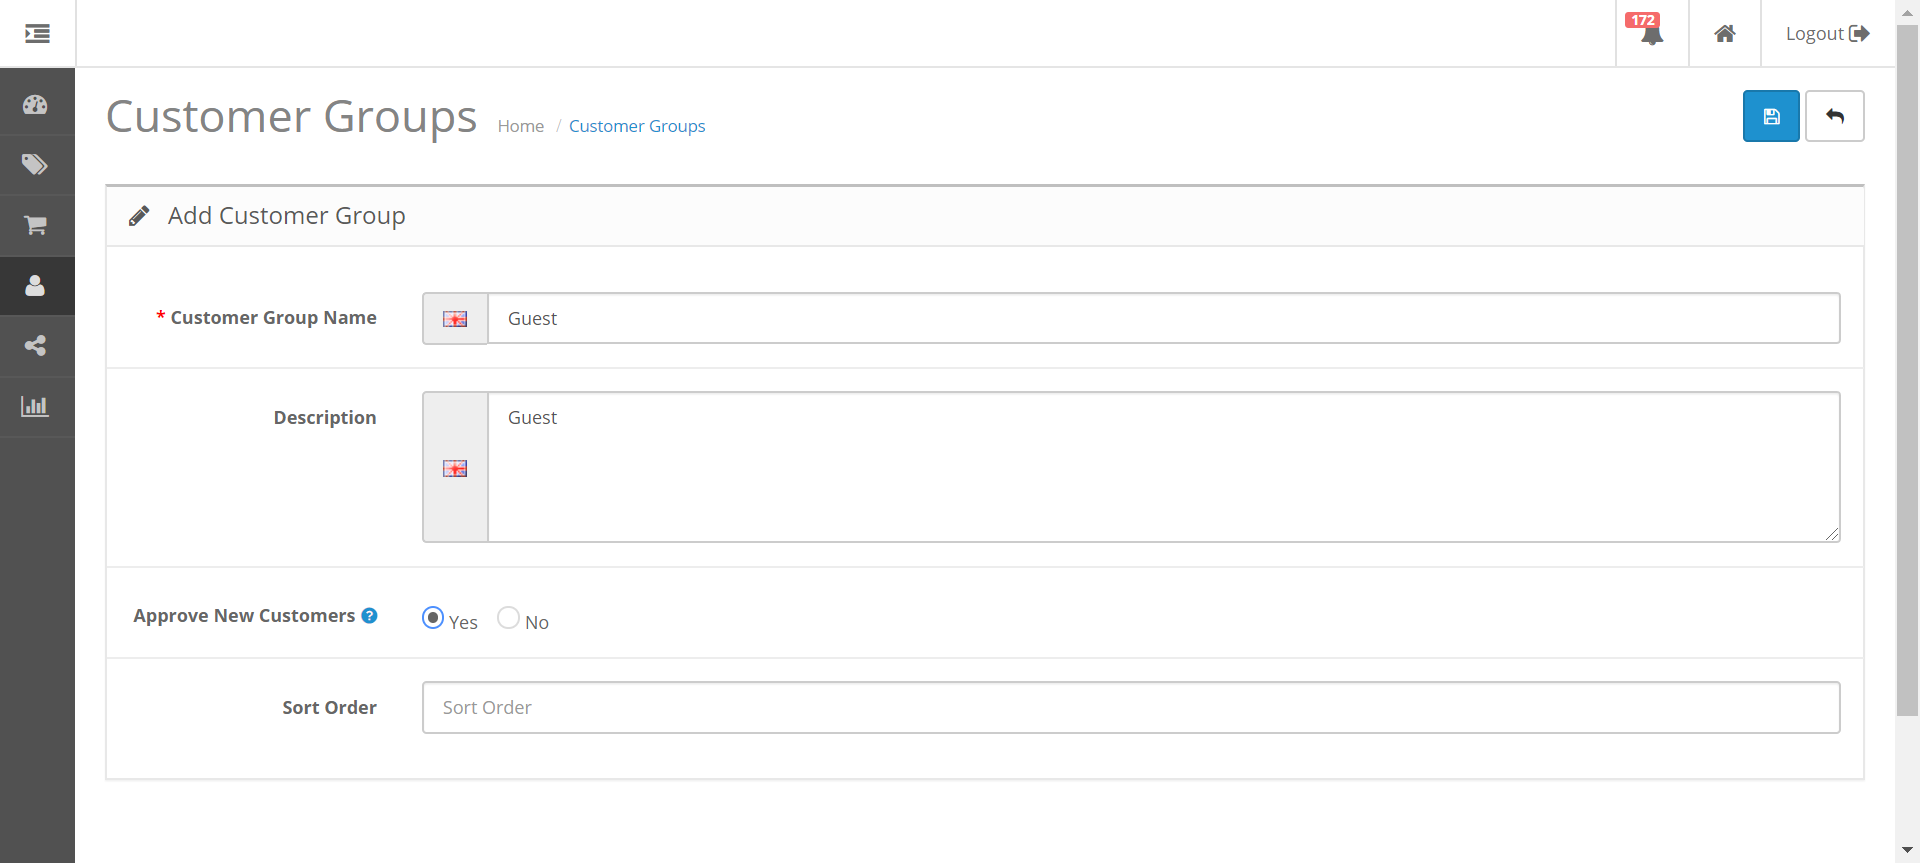 172
Logout
Customer Groups
Home / Customer Groups
Add Customer Group
* Customer Group Name
Guest
Description
Guest
Approve New Customers ?
Yes
No
Sort Order
Sort Order